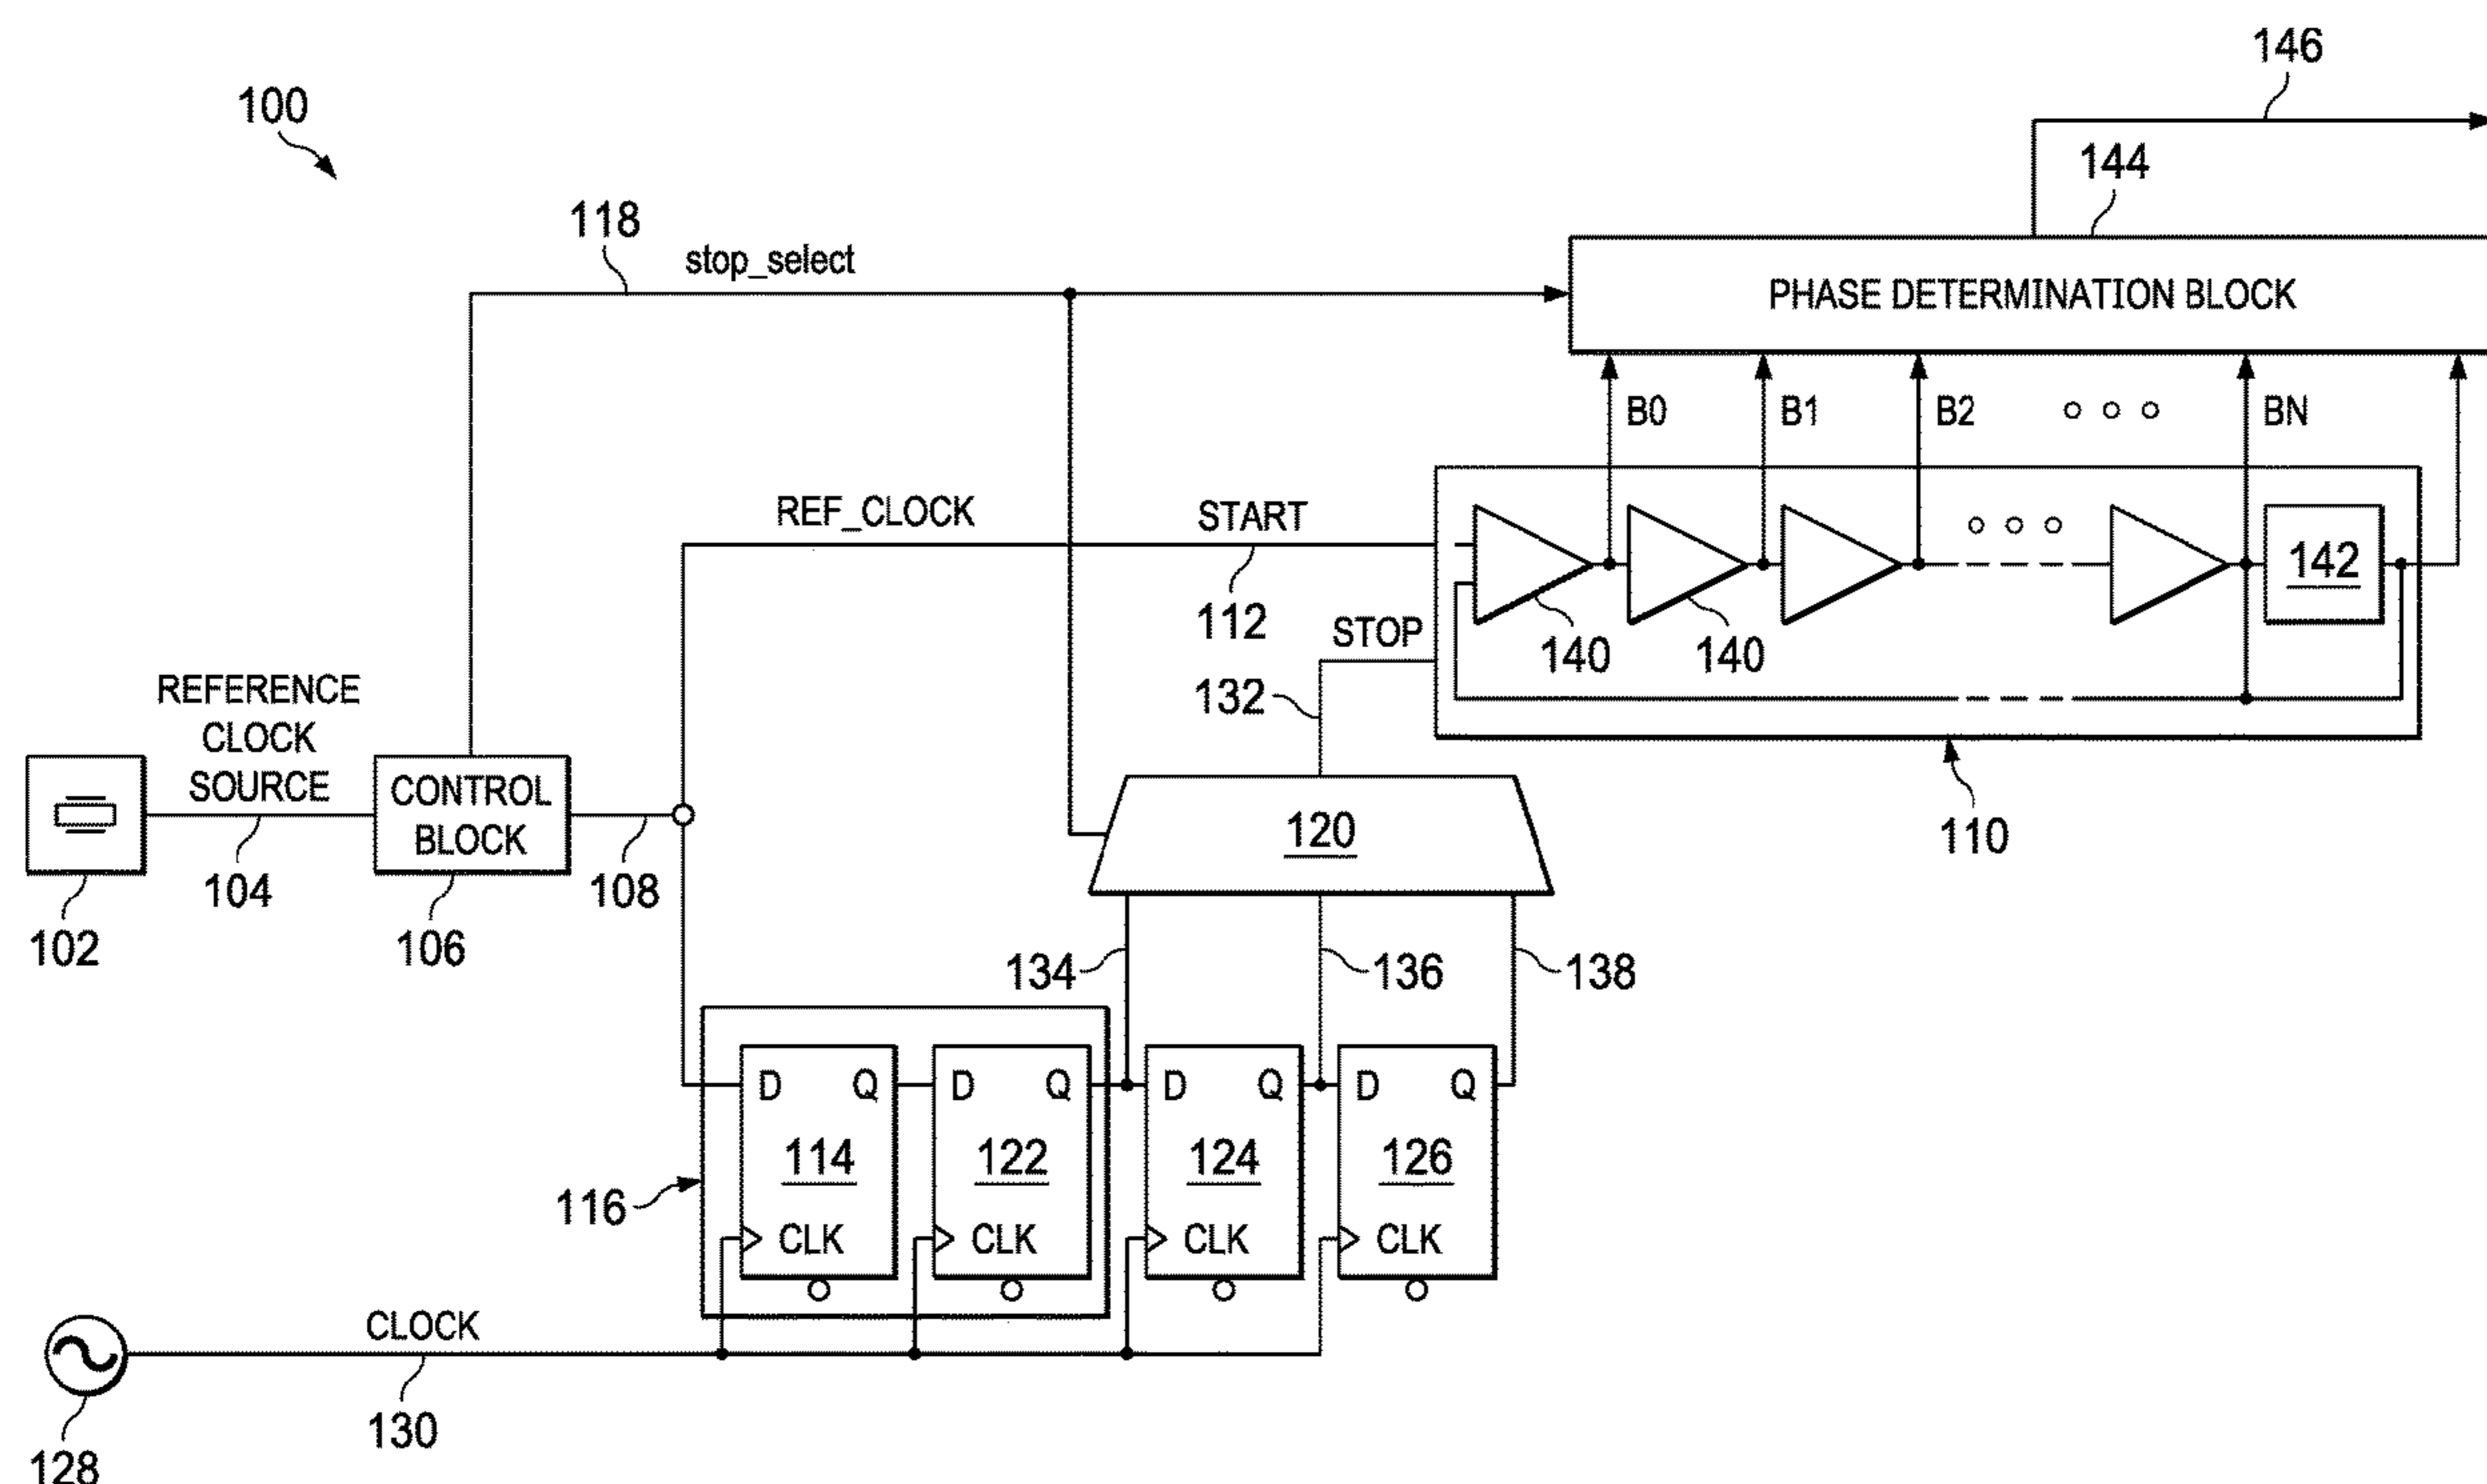 146
100
144
118
stop_select
PHASE DETERMINATION BLOCK
B0
B1
B2
BN
REF_CLOCK
START
112
142
STOP
140
140
132
REFERENCE
CLOCK
SOURCE
CONTROL
BLOCK
120
110
102
104
106
108
134
136
138
D
Q
D
Q
D
Q
D
Q
114
122
124
126
116
CLK
CLK
CLK
CLK
CLOCK
130
128